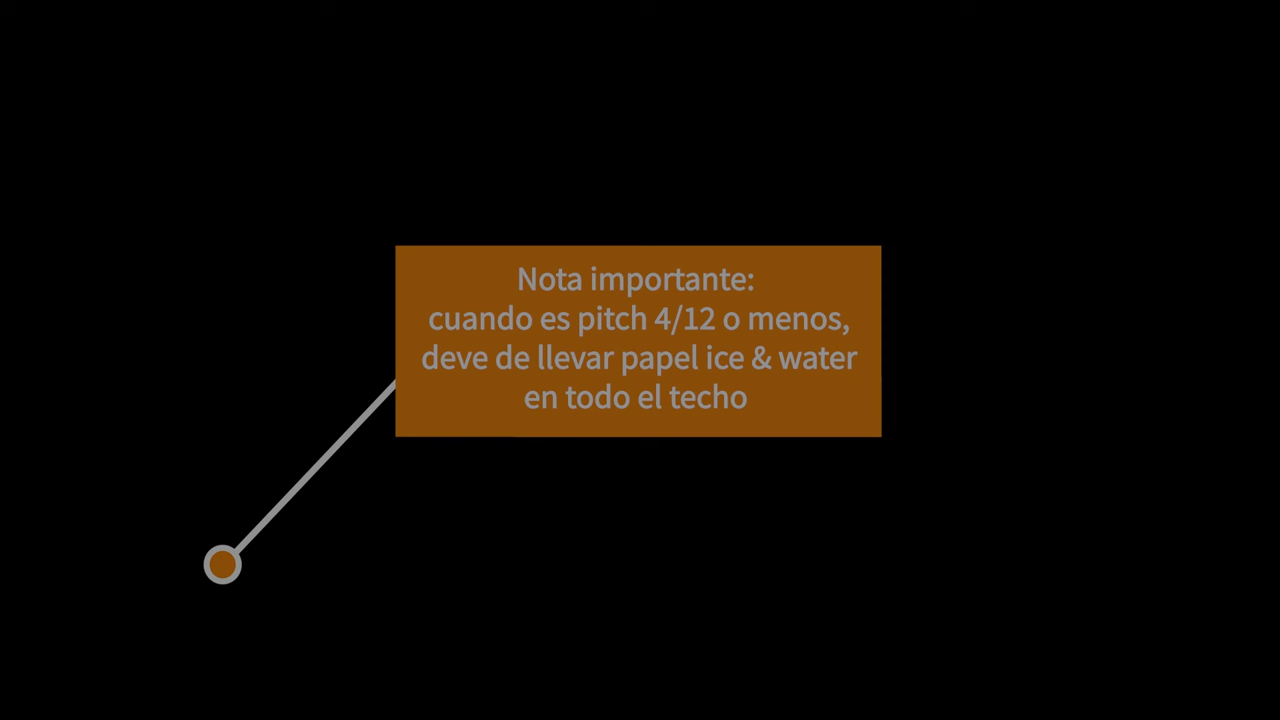 Nota importante:
cuando es pitch 4/12 o menos,
deve de llevar papel ice & water
en todo el techo